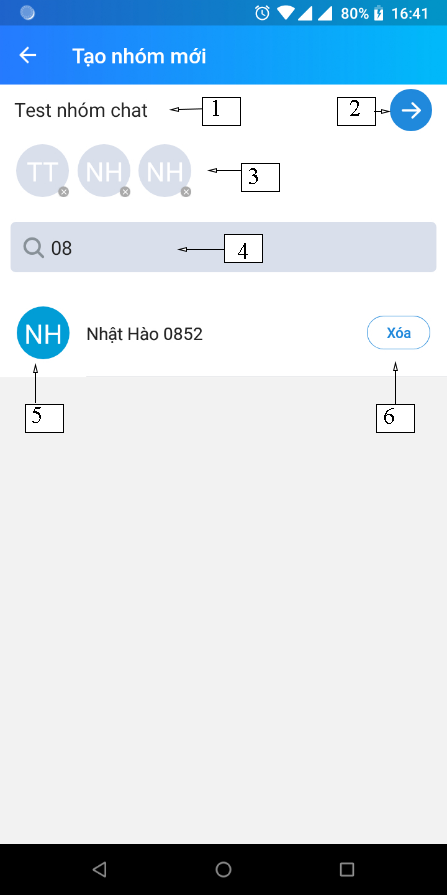 80% 16:41
Tạo nhóm mới
Test nhóm chat 1 2
TT NH NH 3
08 4
NH Nhật Hào 0852 Xóa
5 6